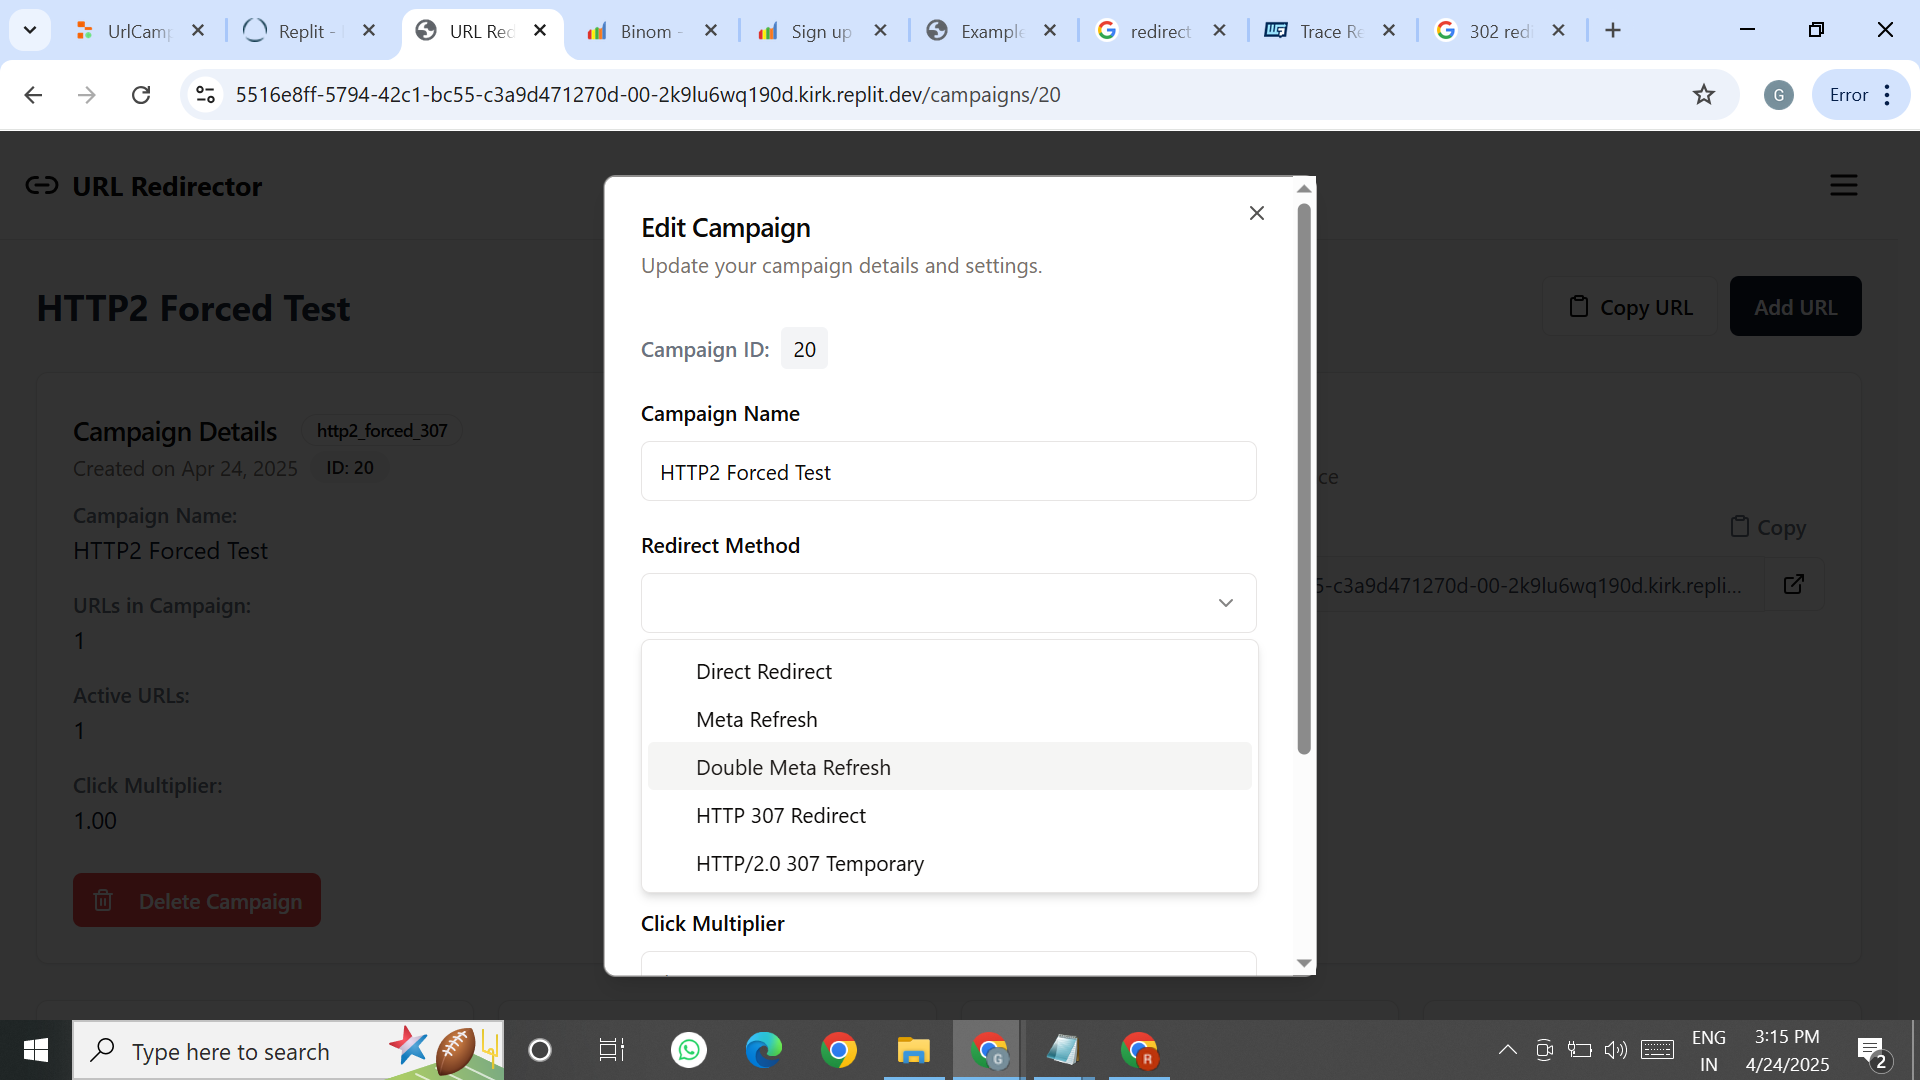 UrlCamp
Replit -
URL Red
Binom -
Sign up
Example
redirect
Trace Re
302 redi
5516e8ff-5794-42c1-bc55-c3a9d471270d-00-2k9lu6wq190d.kirk.replit.dev/campaigns/20
G
Error
URL Redirector
HTTP2 Forced Test
Copy URL
Add URL
Campaign Details
http2_forced_307
Created on Apr 24, 2025
ID: 20
Campaign Name:
HTTP2 Forced Test
URLs in Campaign:
1
Active URLs:
1
Click Multiplier:
1.00
Delete Campaign
Edit Campaign
Update your campaign details and settings.
Campaign ID: 20
Campaign Name
HTTP2 Forced Test
Redirect Method
Direct Redirect
Meta Refresh
Double Meta Refresh
HTTP 307 Redirect
HTTP/2.0 307 Temporary
Click Multiplier
ce
Copy
5-c3a9d471270d-00-2k9lu6wq190d.kirk.repli...
Type here to search
G
R
ENG
IN
3:15 PM
4/24/2025
2